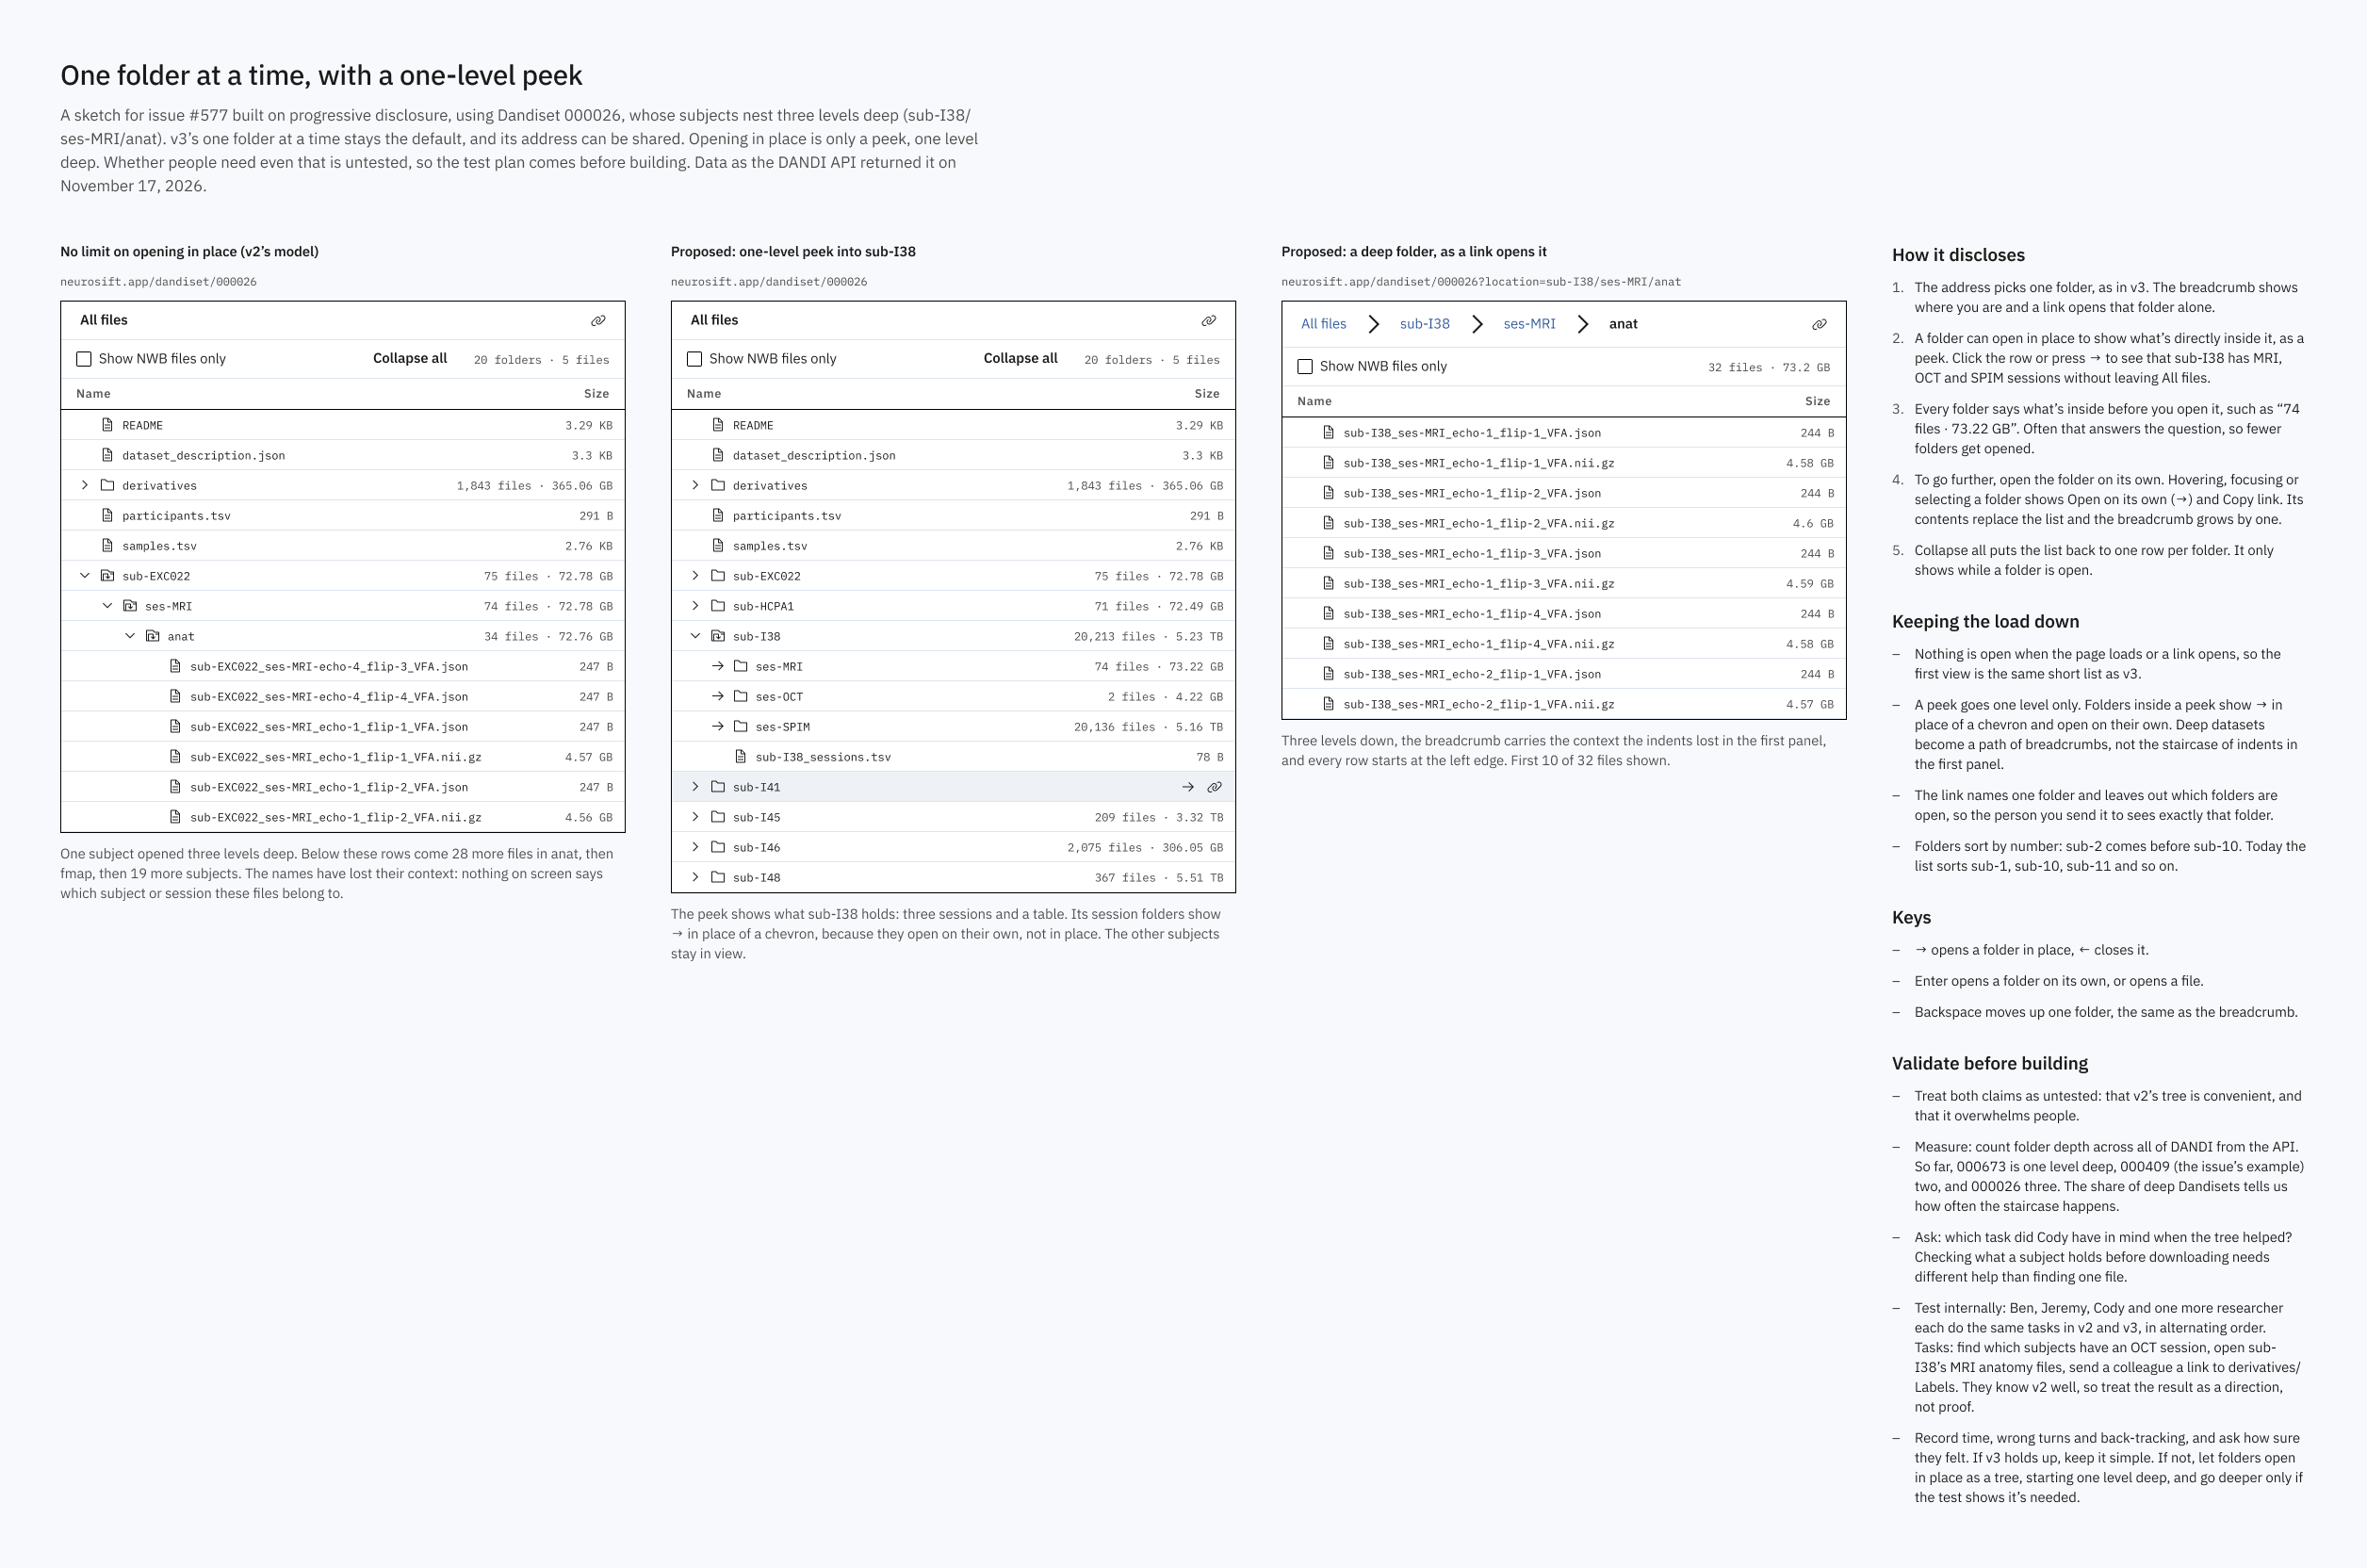 One folder at a time, with a one-level peek
A sketch for issue #577 built on progressive disclosure, using Dandiset 000026, whose subjects nest three levels deep (sub-I38/
ses-MRI/anat). v3’s one folder at a time stays the default, and its address can be shared. Opening in place is only a peek, one level
deep. Whether people need even that is untested, so the test plan comes before building. Data as the DANDI API returned it on
November 17, 2026.
No limit on opening in place (v2’s model)
neurosift.app/dandiset/000026
All files
Show NWB files only Collapse all 20 folders · 5 files
Name Size
README 3.29 KB
dataset_description.json 3.3 KB
derivatives 1,843 files · 365.06 GB
participants.tsv 291 B
samples.tsv 2.76 KB
sub-EXC022 75 files · 72.78 GB
ses-MRI 74 files · 72.78 GB
anat 34 files · 72.76 GB
sub-EXC022_ses-MRI-echo-4_flip-3_VFA.json 247 B
sub-EXC022_ses-MRI-echo-4_flip-4_VFA.json 247 B
sub-EXC022_ses-MRI_echo-1_flip-1_VFA.json 247 B
sub-EXC022_ses-MRI_echo-1_flip-1_VFA.nii.gz 4.57 GB
sub-EXC022_ses-MRI_echo-1_flip-2_VFA.json 247 B
sub-EXC022_ses-MRI_echo-1_flip-2_VFA.nii.gz 4.56 GB
One subject opened three levels deep. Below these rows come 28 more files in anat, then
fmap, then 19 more subjects. The names have lost their context: nothing on screen says
which subject or session these files belong to.
Proposed: one-level peek into sub-I38
neurosift.app/dandiset/000026
All files
Show NWB files only Collapse all 20 folders · 5 files
Name Size
README 3.29 KB
dataset_description.json 3.3 KB
derivatives 1,843 files · 365.06 GB
participants.tsv 291 B
samples.tsv 2.76 KB
sub-EXC022 75 files · 72.78 GB
sub-HCPA1 71 files · 72.49 GB
sub-I38 20,213 files · 5.23 TB
→ ses-MRI 74 files · 73.22 GB
→ ses-OCT 2 files · 4.22 GB
→ ses-SPIM 20,136 files · 5.16 TB
sub-I38_sessions.tsv 78 B
sub-I41 →
sub-I45 209 files · 3.32 TB
sub-I46 2,075 files · 306.05 GB
sub-I48 367 files · 5.51 TB
The peek shows what sub-I38 holds: three sessions and a table. Its session folders show
→ in place of a chevron, because they open on their own, not in place. The other subjects
stay in view.
Proposed: a deep folder, as a link opens it
neurosift.app/dandiset/000026?location=sub-I38/ses-MRI/anat
All files > sub-I38 > ses-MRI > anat
Show NWB files only 32 files · 73.2 GB
Name Size
sub-I38_ses-MRI_echo-1_flip-1_VFA.json 244 B
sub-I38_ses-MRI_echo-1_flip-1_VFA.nii.gz 4.58 GB
sub-I38_ses-MRI_echo-1_flip-2_VFA.json 244 B
sub-I38_ses-MRI_echo-1_flip-2_VFA.nii.gz 4.6 GB
sub-I38_ses-MRI_echo-1_flip-3_VFA.json 244 B
sub-I38_ses-MRI_echo-1_flip-3_VFA.nii.gz 4.59 GB
sub-I38_ses-MRI_echo-1_flip-4_VFA.json 244 B
sub-I38_ses-MRI_echo-1_flip-4_VFA.nii.gz 4.58 GB
sub-I38_ses-MRI_echo-2_flip-1_VFA.json 244 B
sub-I38_ses-MRI_echo-2_flip-1_VFA.nii.gz 4.57 GB
Three levels down, the breadcrumb carries the context the indents lost in the first panel,
and every row starts at the left edge. First 10 of 32 files shown.
How it discloses
1. The address picks one folder, as in v3. The breadcrumb shows
where you are and a link opens that folder alone.
2. A folder can open in place to show what’s directly inside it, as a
peek. Click the row or press → to see that sub-I38 has MRI,
OCT and SPIM sessions without leaving All files.
3. Every folder says what’s inside before you open it, such as “74
files · 73.22 GB”. Often that answers the question, so fewer
folders get opened.
4. To go further, open the folder on its own. Hovering, focusing or
selecting a folder shows Open on its own (→) and Copy link. Its
contents replace the list and the breadcrumb grows by one.
5. Collapse all puts the list back to one row per folder. It only
shows while a folder is open.
Keeping the load down
– Nothing is open when the page loads or a link opens, so the
first view is the same short list as v3.
– A peek goes one level only. Folders inside a peek show → in
place of a chevron and open on their own. Deep datasets
become a path of breadcrumbs, not the staircase of indents in
the first panel.
– The link names one folder and leaves out which folders are
open, so the person you send it to sees exactly that folder.
– Folders sort by number: sub-2 comes before sub-10. Today the
list sorts sub-1, sub-10, sub-11 and so on.
Keys
– → opens a folder in place, ← closes it.
– Enter opens a folder on its own, or opens a file.
– Backspace moves up one folder, the same as the breadcrumb.
Validate before building
– Treat both claims as untested: that v2’s tree is convenient, and
that it overwhelms people.
– Measure: count folder depth across all of DANDI from the API.
So far, 000673 is one level deep, 000409 (the issue’s example)
two, and 000026 three. The share of deep Dandisets tells us
how often the staircase happens.
– Ask: which task did Cody have in mind when the tree helped?
Checking what a subject holds before downloading needs
different help than finding one file.
– Test internally: Ben, Jeremy, Cody and one more researcher
each do the same tasks in v2 and v3, in alternating order.
Tasks: find which subjects have an OCT session, open sub-
I38’s MRI anatomy files, send a colleague a link to derivatives/
Labels. They know v2 well, so treat the result as a direction,
not proof.
– Record time, wrong turns and back-tracking, and ask how sure
they felt. If v3 holds up, keep it simple. If not, let folders open
in place as a tree, starting one level deep, and go deeper only if
the test shows it’s needed.